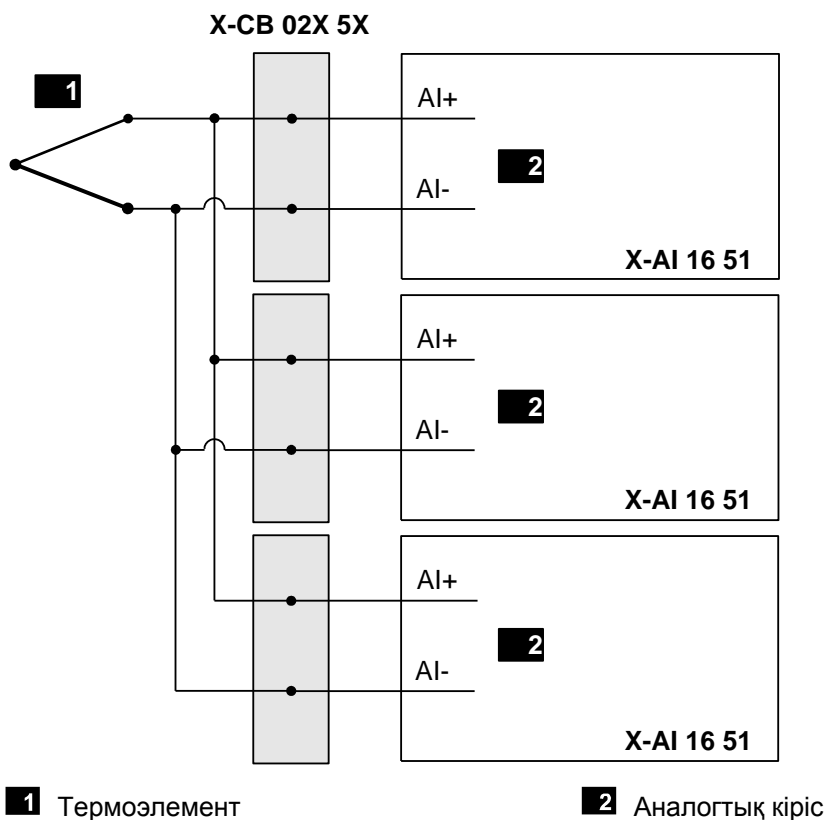 X-CB 02X 5X
1
AI+
2
AI-
X-AI 16 51
AI+
2
AI-
X-AI 16 51
AI+
2
AI-
X-AI 16 51
1 Термоэлемент
2 Аналогтық кіріс